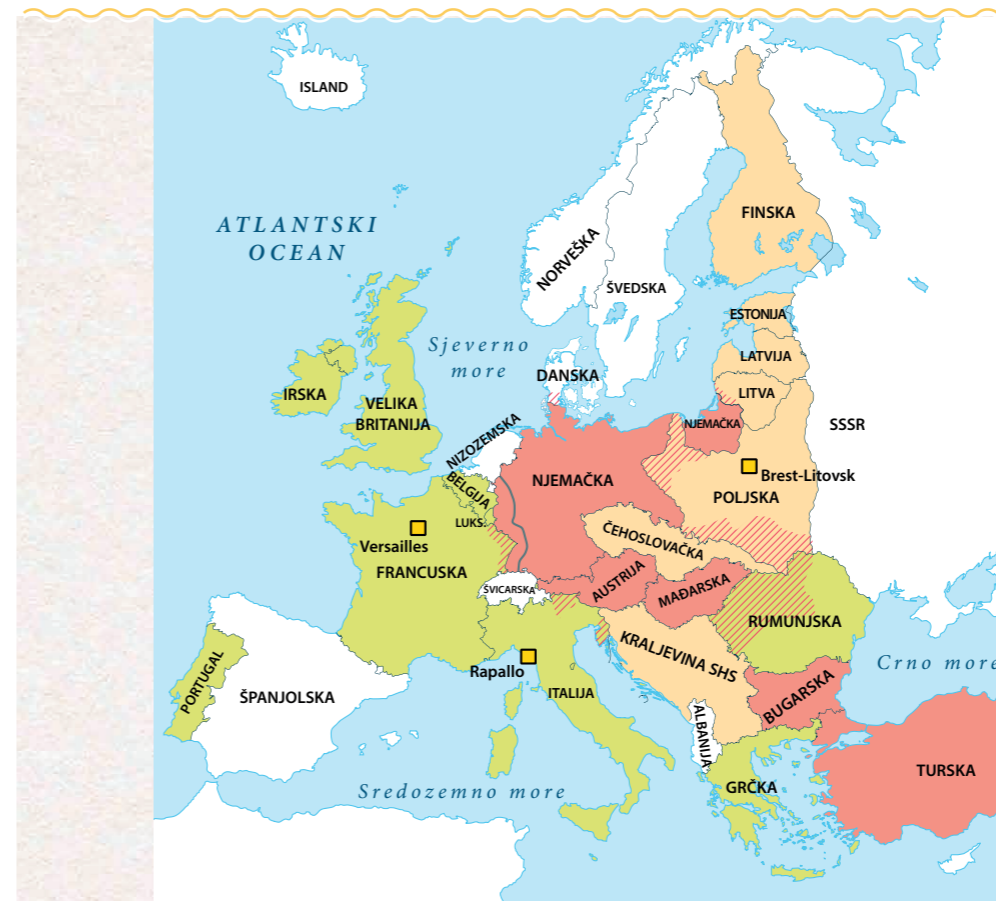 ISLAND
ATLANTSKI
OCEAN
FINSKA
NORVEŠKA
ŠVEDSKA
ESTONIJA
Sjeverno
more
LATVIJA
DANSKA
IRSKA
LITVA
VELIKA
BRITANIJA
NJEMAČKA
SSSR
NIZOZEMSKA
BELGIJA
NJEMAČKA
Brest-Litovsk
POLJSKA
LUKS.
Versailles
ČEHOSLOVAČKA
FRANCUSKA
ŠVICARSKA
AUSTRIJA
MAĐARSKA
RUMUNJSKA
KRALJEVINA SHS
Crno more
Rapallo
PORTUGAL
ŠPANJOLSKA
ITALIJA
BUGARSKA
ALBANIJA
TURSKA
GRČKA
Sredozemno more